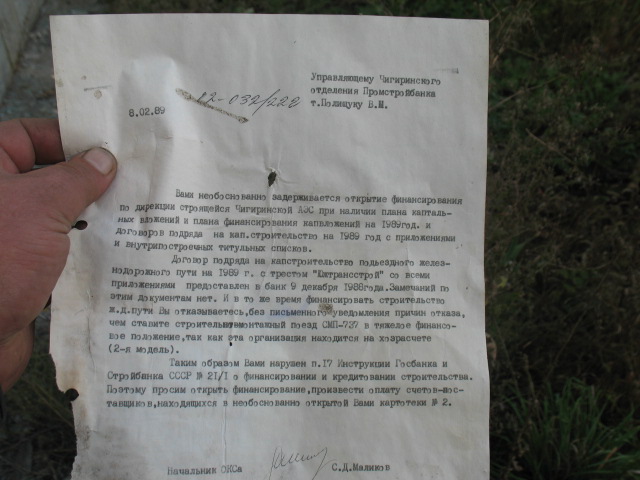 Управляющему Чигиринского
отделения Промстройбанка
т.Полищуку В.М.
22-032/222
8.02.89
Вами необоснованно задерживается открытие финансирования
по дирекции строящейся Чигиринской АЭС при наличии плана капталь-
ных вложений и плана финансирования капвложений на 1989год. и
договоров подряда на кап.строительство на 1989 год с приложениями
и внутрипостроечных титульных списков.
Договор подряда на капстроительство подьездного желез-
нодорожного пути на 1989 г. с трестом "Южтрансстрой" со всеми
приложениями предоставлен в банк 9 декабря 1988года.Замечаний по
этим документам нет. И в то же время финансировать строительство
ж.д.пути Вы отказываетесь,без письменного уведомления причин отказа,
чем ставите строительномонтажный поезд СМП-737 в тяжелое финансо-
вое положение,так как эта организация находится на хозрасчете
(2-я модель).
Таким образом Вами нарушен п.17 Инструкции Госбанка и
Стройбанка СССР № 21/1 о финансировании и кредитовании строительства.
Поэтому просим открыть финансирование,произвести оплату счетов-пос-
тавщиков,находящихся в необоснованно открытой Вами картотеки № 2.
Начальник ОКСа С.Д.Маликов